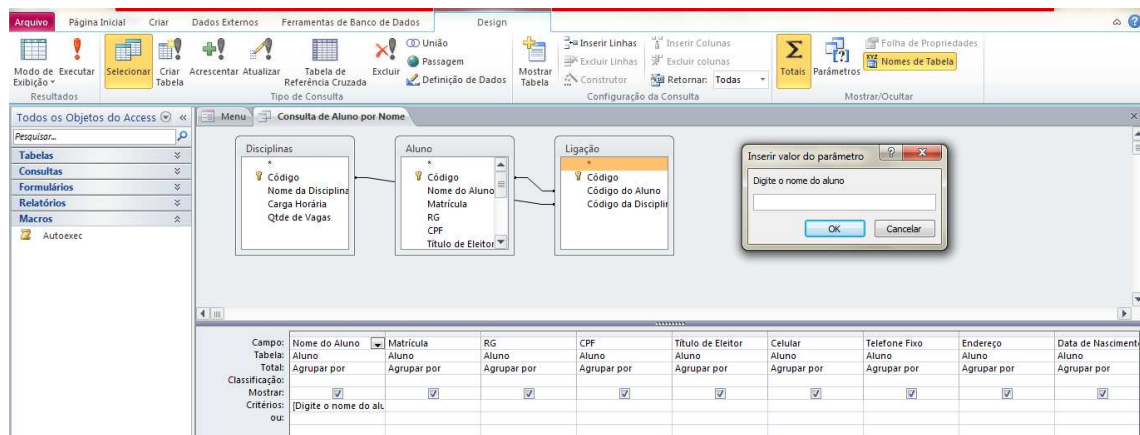 Arquivo Página Inicial Criar Dados Externos Ferramentas de Banco de Dados Design
Modo de Exibição Executar Selecionar Criar Tabela Acrescentar Atualizar Tabela de Referência Cruzada Excluir
União
Passagem
Definição de Dados
Mostrar Tabela
Inserir Linhas
Excluir Linhas
Construtor
Inserir Colunas
Excluir colunas
Retornar: Todas
Totais Parâmetros
Folha de Propriedades
Nomes de Tabela
Resultados Tipo de Consulta Configuração da Consulta Mostrar/Ocultar
Todos os Objetos do Access
Pesquisar...
Tabelas
Consultas
Formulários
Relatórios
Macros
Autoexec
Menu Consulta de Aluno por Nome
Disciplinas
*
Código
Nome da Disciplina
Carga Horária
Qtde de Vagas
Aluno
*
Código
Nome do Aluno
Matrícula
RG
CPF
Título de Eleitor
Ligação
*
Código
Código do Aluno
Código da Disciplin
Inserir valor do parâmetro
Digite o nome do aluno
OK Cancelar
Campo: Nome do Aluno Matrícula RG CPF Título de Eleitor Celular Telefone Fixo Endereço Data de Nasciment
Tabela: Aluno Aluno Aluno Aluno Aluno Aluno Aluno Aluno Aluno
Total: Agrupar por Agrupar por Agrupar por Agrupar por Agrupar por Agrupar por Agrupar por Agrupar por Agrupar por
Classificação:
Mostrar:
Critérios: [Digite o nome do alu
ou: